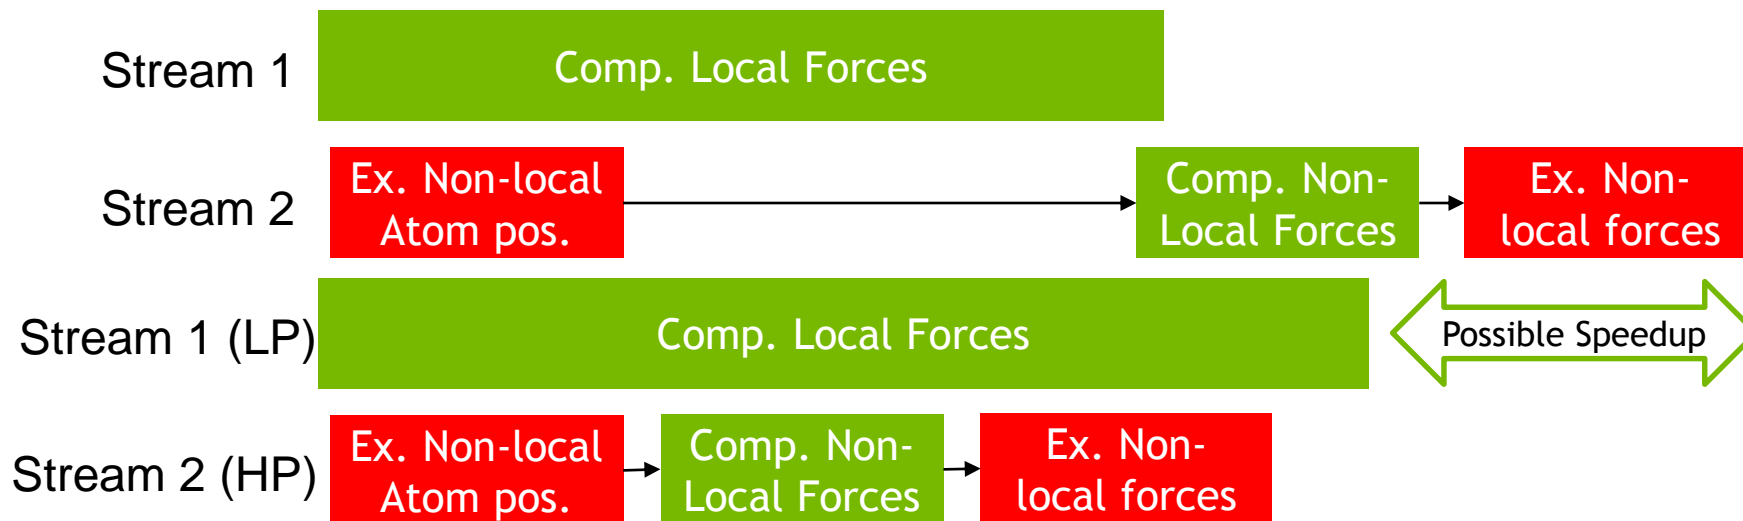 Stream 1
Comp. Local Forces
Stream 2
Ex. Non-local
Atom pos.
Comp. Non-
Local Forces
Ex. Non-
local forces
Stream 1 (LP)
Comp. Local Forces
Possible Speedup
Stream 2 (HP)
Ex. Non-local
Atom pos.
Comp. Non-
Local Forces
Ex. Non-
local forces